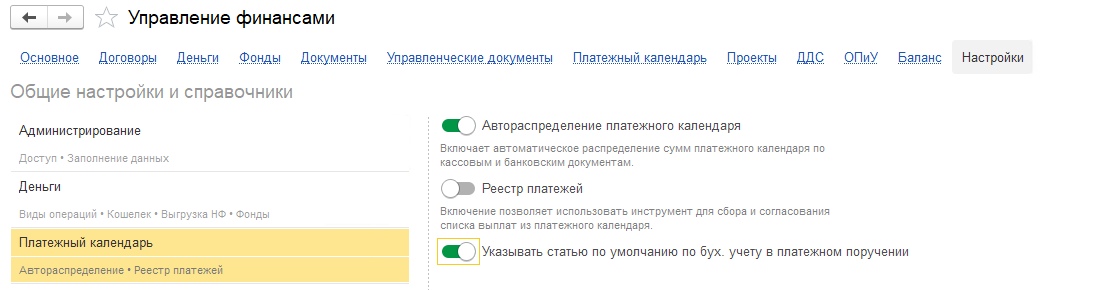 Управление финансами
Основное Договоры Деньги Фонды Документы Управленческие документы Платежный календарь Проекты ДДС ОПиУ Баланс Настройки
Общие настройки и справочники
Администрирование
Доступ • Заполнение данных
Деньги
Виды операций • Кошелек • Выгрузка НФ • Фонды
Платежный календарь
Автораспределение • Реестр платежей
Автораспределение платежного календаря
Включает автоматическое распределение сумм платежного календаря по
кассовым и банковским документам.
Реестр платежей
Включение позволяет использовать инструмент для сбора и согласования
списка выплат из платежного календаря.
Указывать статью по умолчанию по бух. учету в платежном поручении